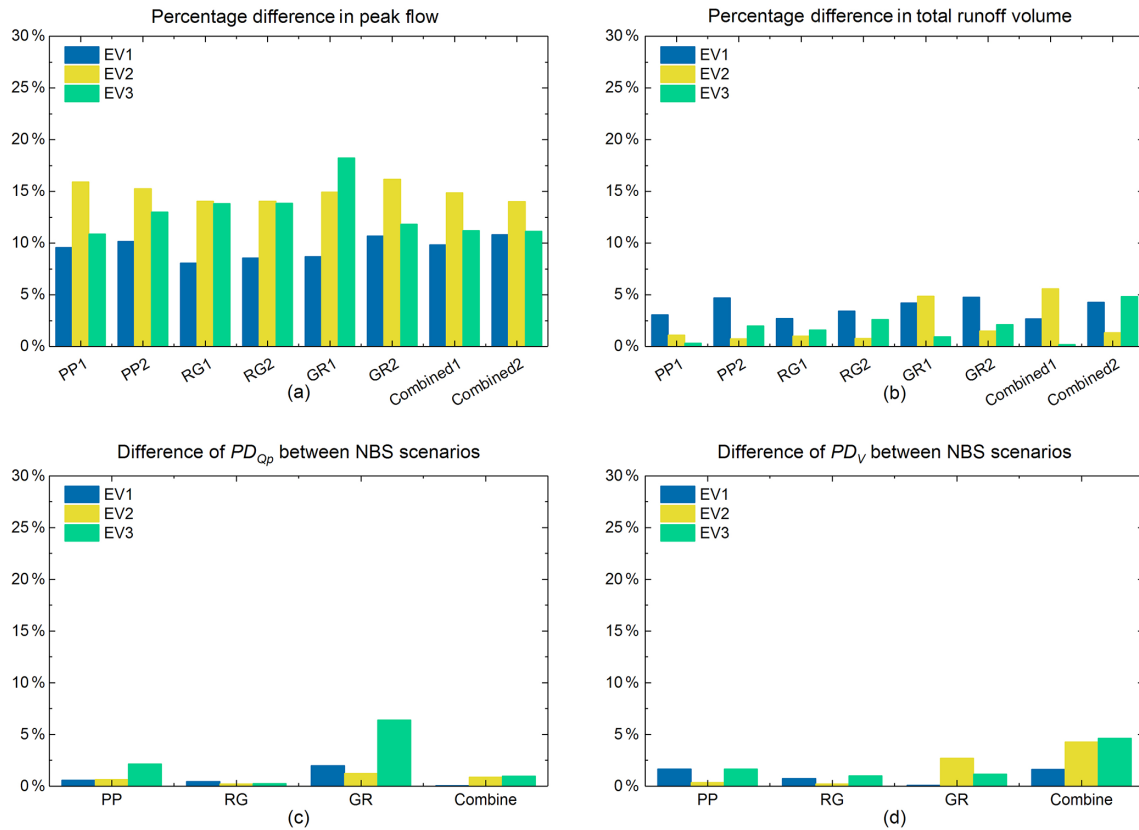 Percentage difference in peak flow
30 %
25 %
20 %
15 %
10 %
5 %
0 %
EV1
EV2
EV3
PP1
PP2
RG1
RG2
GR1
GR2
Combined1
Combined2
(a)
Percentage difference in total runoff volume
30 %
25 %
20 %
15 %
10 %
5 %
0 %
EV1
EV2
EV3
PP1
PP2
RG1
RG2
GR1
GR2
Combined1
Combined2
(b)
Difference of PD_Qp between NBS scenarios
30 %
25 %
20 %
15 %
10 %
5 %
0 %
EV1
EV2
EV3
PP
RG
GR
Combine
(c)
Difference of PD_V between NBS scenarios
30 %
25 %
20 %
15 %
10 %
5 %
0 %
EV1
EV2
EV3
PP
RG
GR
Combine
(d)